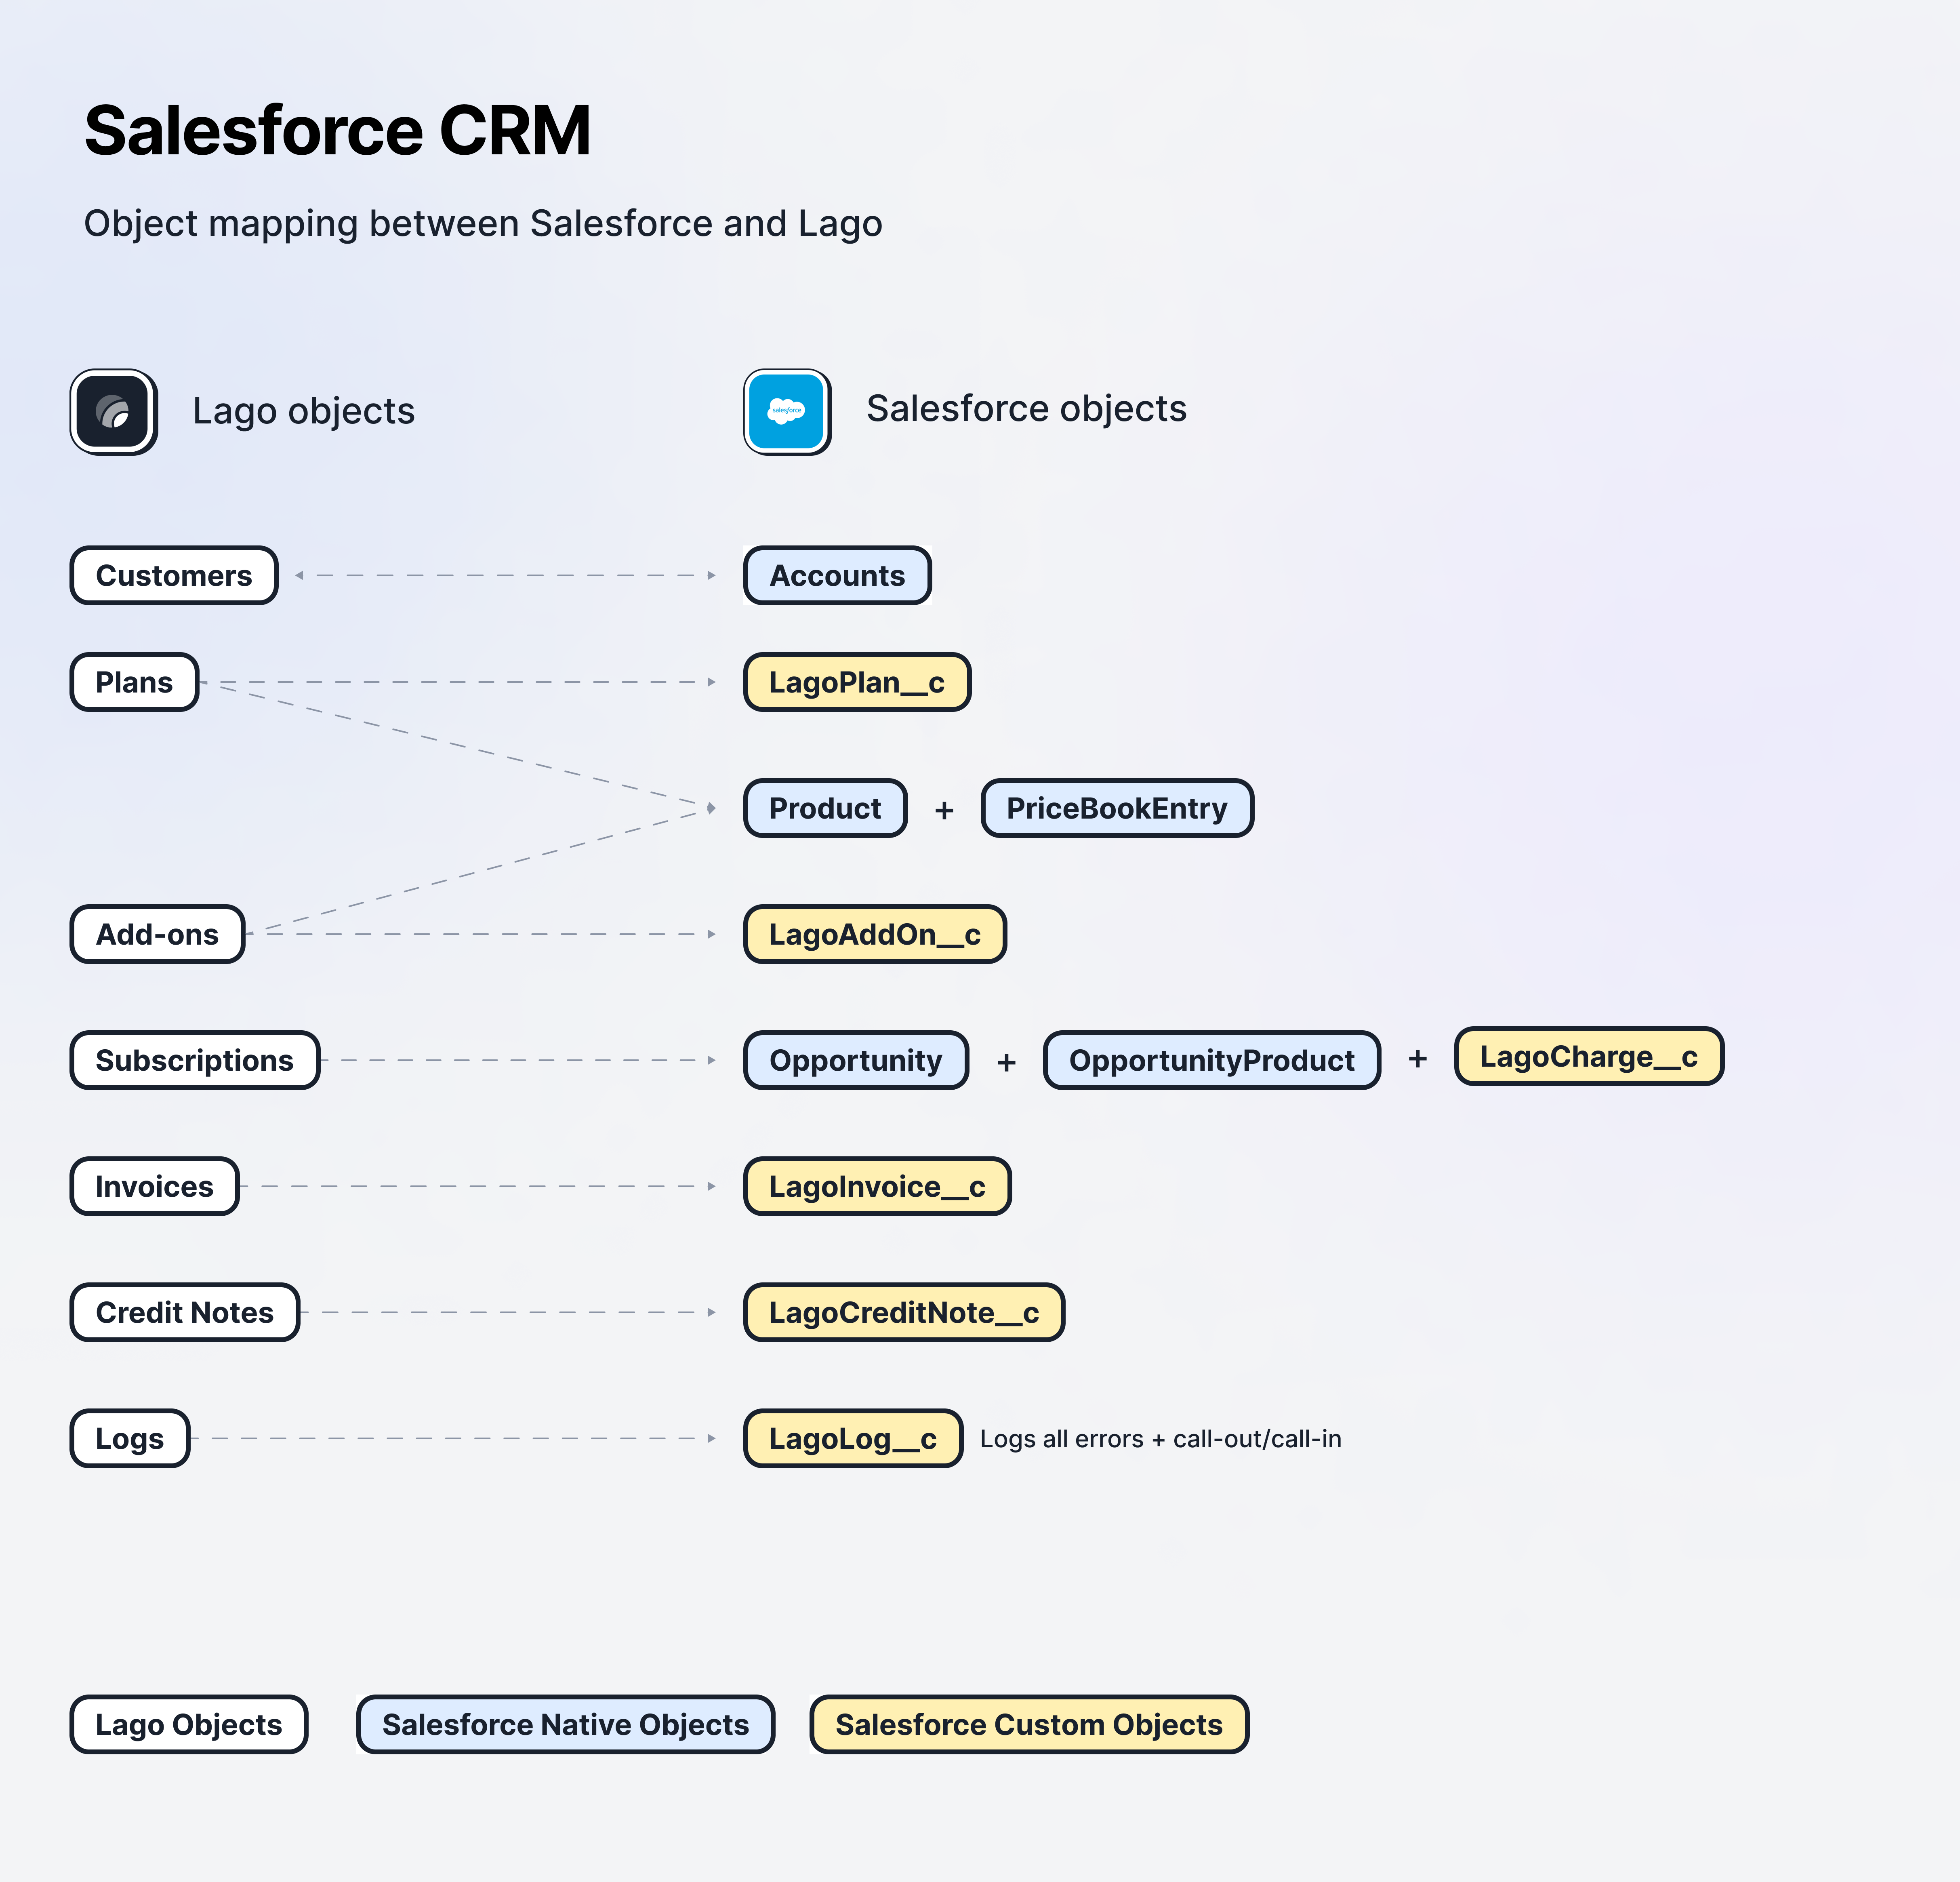 Salesforce CRM
Object mapping between Salesforce and Lago
Lago objects
salesforce
Salesforce objects
Customers
Accounts
Plans
LagoPlan__c
Product + PriceBookEntry
Add-ons
LagoAddOn__c
Subscriptions
Opportunity + OpportunityProduct + LagoCharge__c
Invoices
LagoInvoice__c
Credit Notes
LagoCreditNote__c
Logs
LagoLog__c Logs all errors + call-out/call-in
Lago Objects
Salesforce Native Objects
Salesforce Custom Objects